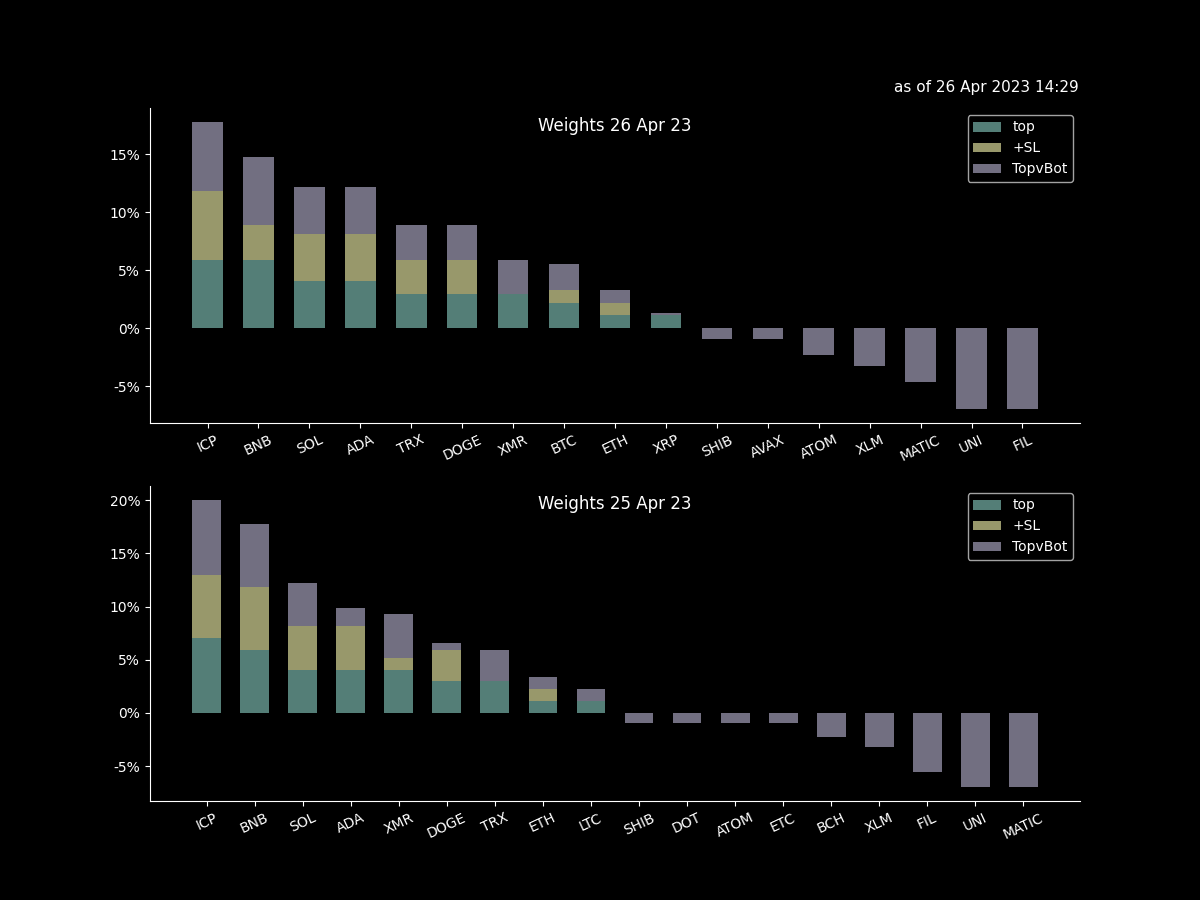 as of 26 Apr 2023 14:29
Weights 26 Apr 23
top
+SL
TopvBot
15%
10%
5%
0%
-5%
ICP BNB SOL ADA TRX DOGE XMR BTC ETH XRP SHIB AVAX ATOM XLM MATIC UNI FIL
Weights 25 Apr 23
top
+SL
TopvBot
20%
15%
10%
5%
0%
-5%
ICP BNB SOL ADA XMR DOGE TRX ETH LTC SHIB DOT ATOM ETC BCH XLM FIL UNI MATIC